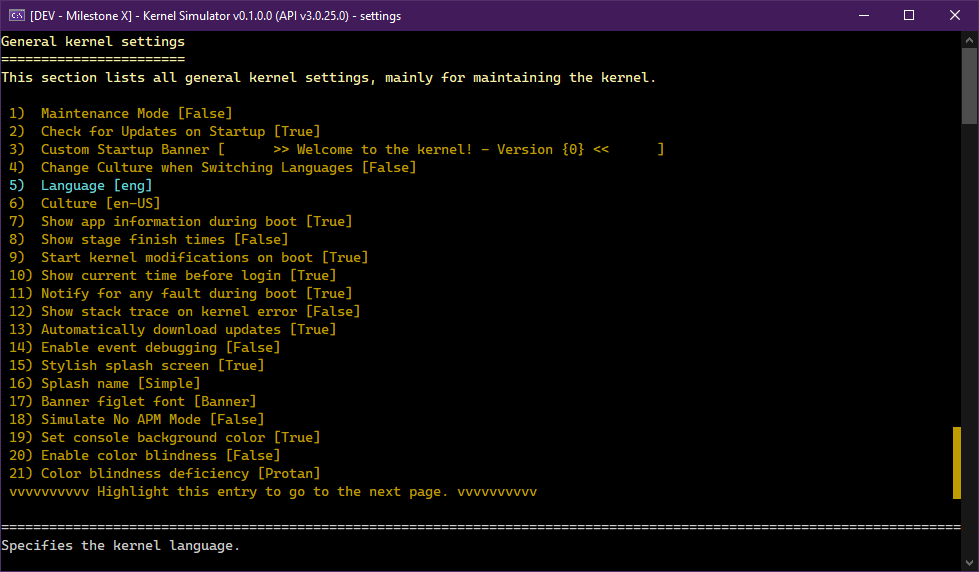 [DEV - Milestone X] - Kernel Simulator v0.1.0.0 (API v3.0.25.0) - settings
General kernel settings
=======================
This section lists all general kernel settings, mainly for maintaining the kernel.
1) Maintenance Mode [False]
2) Check for Updates on Startup [True]
3) Custom Startup Banner [      >> Welcome to the kernel! - Version {0} <<      ]
4) Change Culture when Switching Languages [False]
5) Language [eng]
6) Culture [en-US]
7) Show app information during boot [True]
8) Show stage finish times [False]
9) Start kernel modifications on boot [True]
10) Show current time before login [True]
11) Notify for any fault during boot [True]
12) Show stack trace on kernel error [False]
13) Automatically download updates [True]
14) Enable event debugging [False]
15) Stylish splash screen [True]
16) Splash name [Simple]
17) Banner figlet font [Banner]
18) Simulate No APM Mode [False]
19) Set console background color [True]
20) Enable color blindness [False]
21) Color blindness deficiency [Protan]
vvvvvvvvvv Highlight this entry to go to the next page. vvvvvvvvvv
========================================================================================================================
Specifies the kernel language.